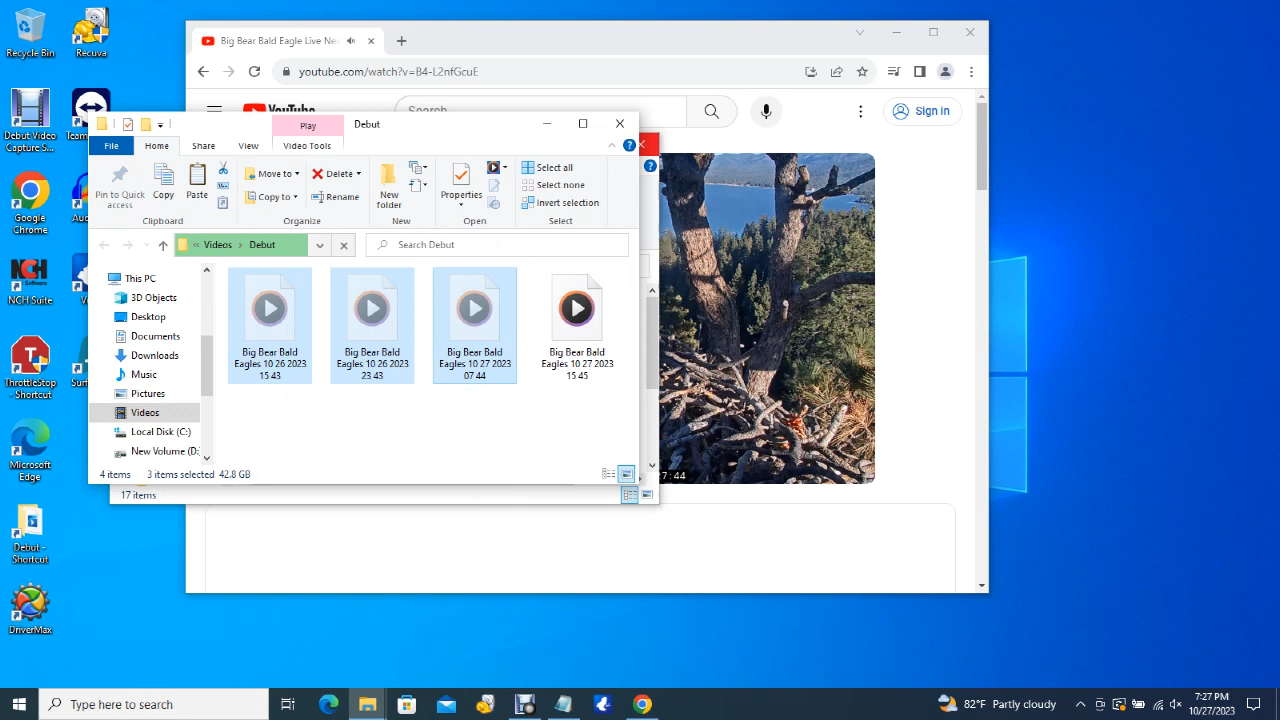 Recycle Bin
Recuva
Debut Video
Capture S...
Team
Google
Chrome
Au
NCH Suite
V
ThrottleStop
- Shortcut
Surf
Microsoft
Edge
Debut -
Shortcut
DriverMax
Big Bear Bald Eagle Live Ne
youtube.com/watch?v=B4-L2nfGcuE
YouTube
Search
Sign in
Play
Debut
File
Home
Share
View
Video Tools
Pin to Quick
access
Copy
Paste
Clipboard
Move to
Copy to
Delete
Rename
Organize
New
folder
New
Properties
Open
Select all
Select none
Invert selection
Select
« Videos › Debut
Search Debut
This PC
3D Objects
Desktop
Documents
Downloads
Music
Pictures
Videos
Local Disk (C:)
New Volume (D:
Big Bear Bald
Eagles 10 26 2023
15 43
Big Bear Bald
Eagles 10 26 2023
23 43
Big Bear Bald
Eagles 10 27 2023
07 44
Big Bear Bald
Eagles 10 27 2023
15 45
4 items 3 items selected 42.8 GB
17 items
7:44
Type here to search
82°F Partly cloudy
7:27 PM
10/27/2023